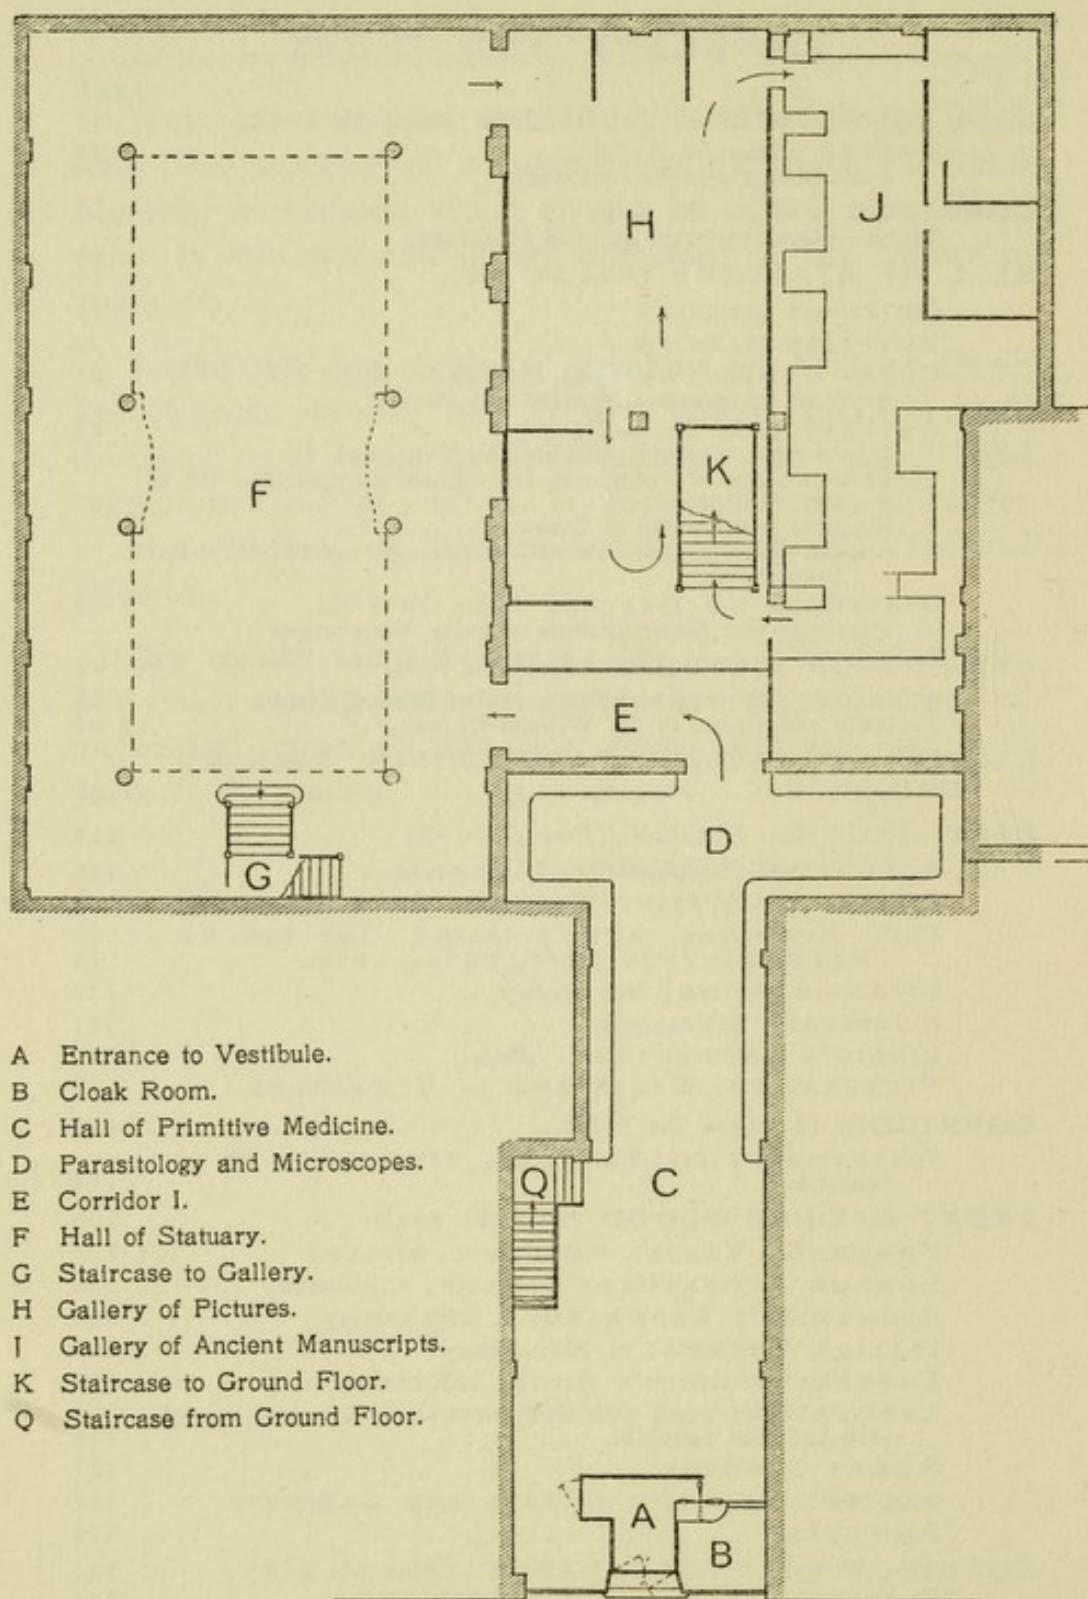 H
J
K
F
E
D
G
A Entrance to Vestibule.
B Cloak Room.
C Hall of Primitive Medicine.
D Parasitology and Microscopes.
E Corridor I.
F Hall of Statuary.
G Staircase to Gallery.
H Gallery of Pictures.
I Gallery of Ancient Manuscripts.
K Staircase to Ground Floor.
Q Staircase from Ground Floor.
Q
C
A
B